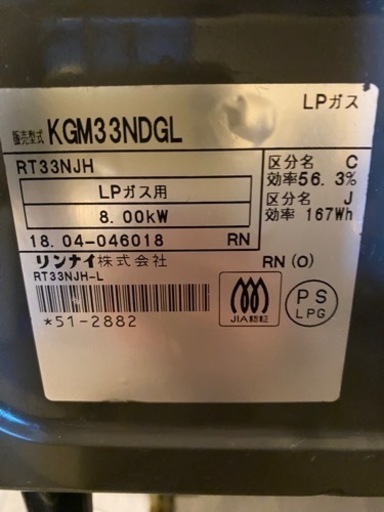 LPガス
販売型式 KGM33NDGL
RT33NJH
LPガス用
8.00kW
18.04-046018 RN
区分名 C
効率56.3%
区分名 J
効率 167Wh
リンナイ株式会社 RN (O)
RT33NJH-L
*51-2882
JIA認証
PS
LPG